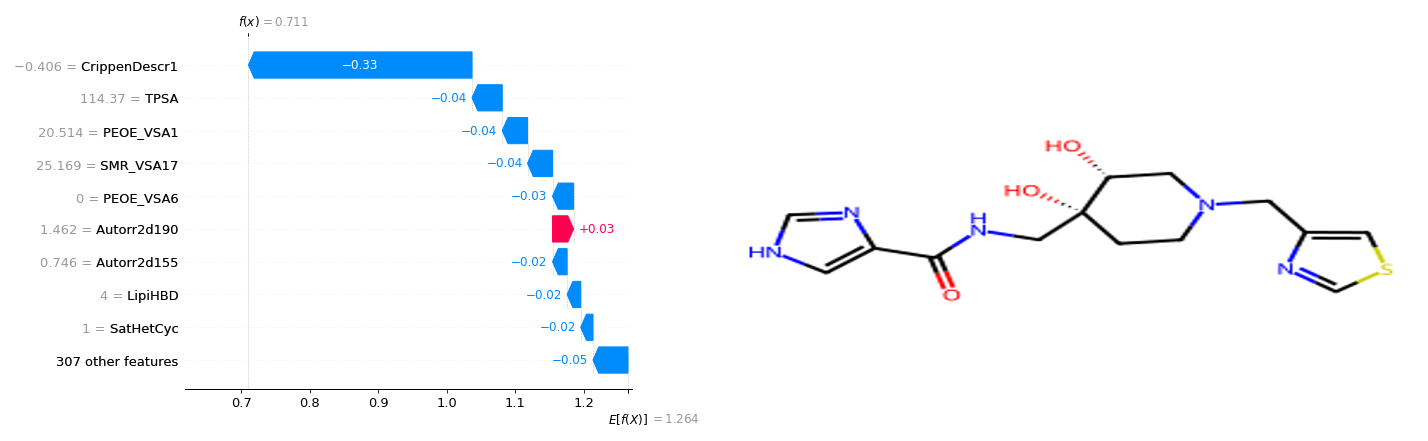 f(x) = 0.711
−0.406 = CrippenDescr1
−0.33
114.37 = TPSA
−0.04
20.514 = PEOE_VSA1
−0.04
25.169 = SMR_VSA17
−0.04
0 = PEOE_VSA6
−0.03
1.462 = Autorr2d190
+0.03
0.746 = Autorr2d155
−0.02
4 = LipiHBD
−0.02
1 = SatHetCyc
−0.02
307 other features
−0.05
0.7 0.8 0.9 1.0 1.1 1.2
E[f(X)] = 1.264
HO
HO
H
N
N
N
HN
O
N
S